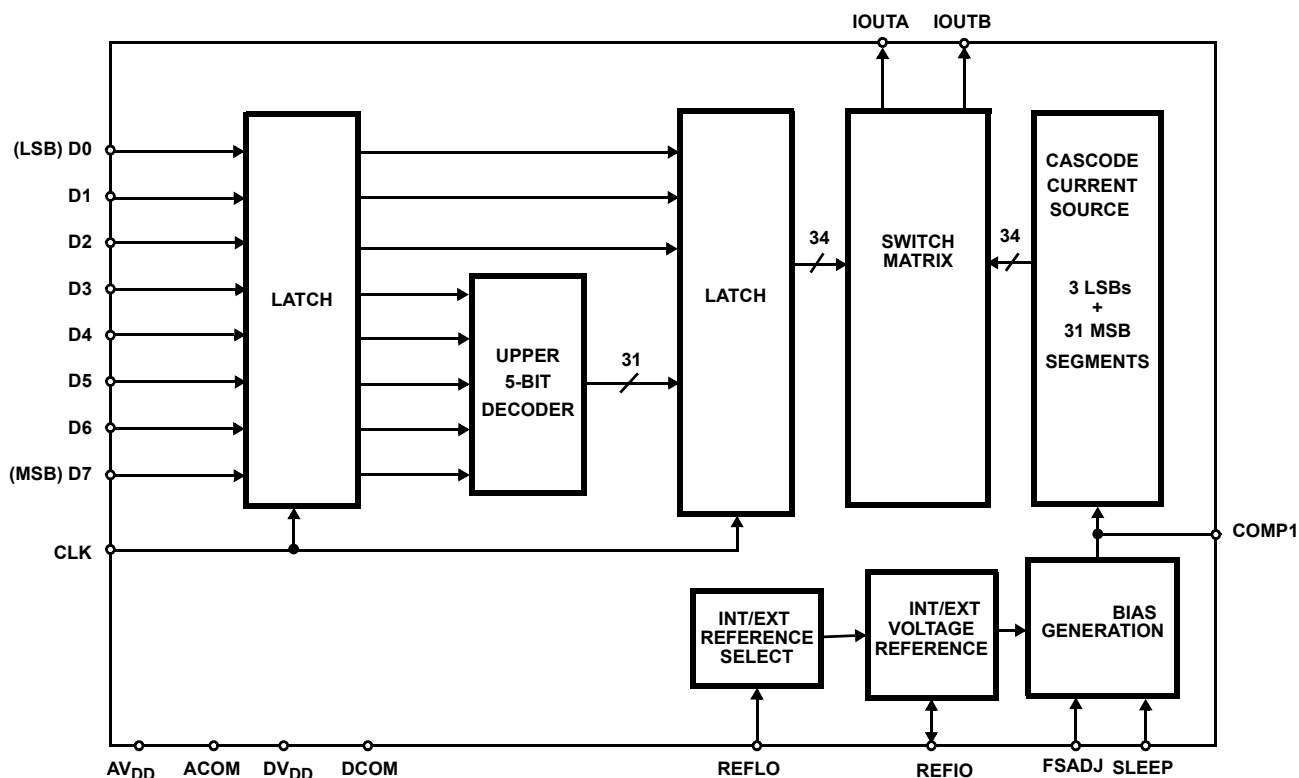 IOUTA IOUTB
(LSB) D0
D1
D2
D3
D4
D5
D6
(MSB) D7
CLK
LATCH
UPPER
5-BIT
DECODER
31
LATCH
34
SWITCH
MATRIX
34
CASCODE
CURRENT
SOURCE
3 LSBs
+
31 MSB
SEGMENTS
COMP1
INT/EXT
REFERENCE
SELECT
INT/EXT
VOLTAGE
REFERENCE
BIAS
GENERATION
AVDD ACOM DVDD DCOM REFLO REFIO FSADJ SLEEP